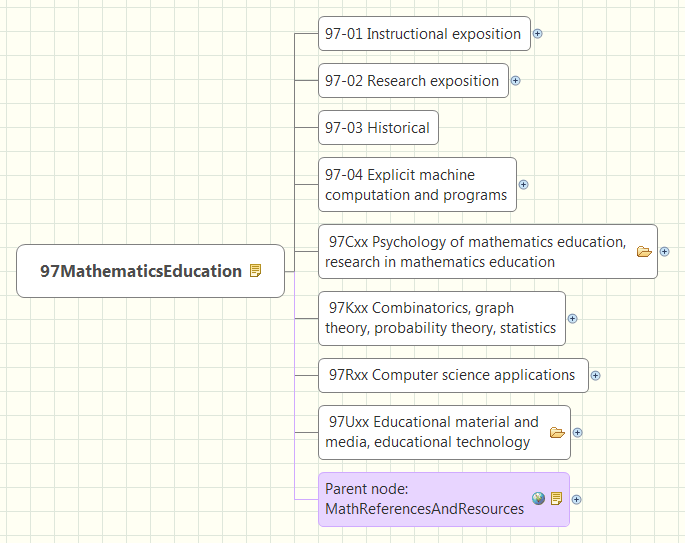 97-01 Instructional exposition
97-02 Research exposition
97-03 Historical
97-04 Explicit machine
computation and programs
97MathematicsEducation
97Cxx Psychology of mathematics education,
research in mathematics education
97Kxx Combinatorics, graph
theory, probability theory, statistics
97Rxx Computer science applications
97Uxx Educational material and
media, educational technology
Parent node:
MathReferencesAndResources